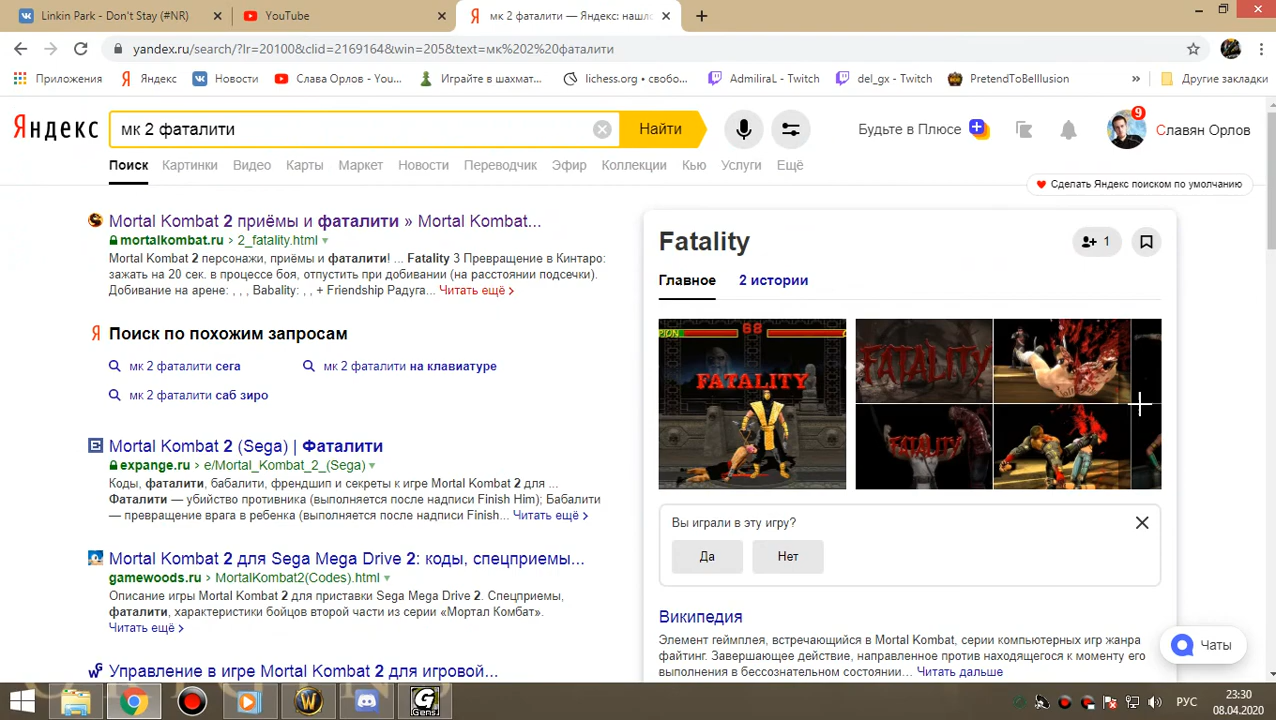 Linkin Park - Don't Stay (#NR)
YouTube
мк 2 фаталити — Яндекс: нашло
yandex.ru/search/?lr=20100&clid=2169164&win=205&text=мк%202%20фаталити
Приложения
Яндекс
Новости
Слава Орлов - You...
Играйте в шахмат...
lichess.org • свобо...
AdmiiraL - Twitch
del_gx - Twitch
PretendToBeIllusion
»
Другие закладки
Яндекс
мк 2 фаталити
Найти
Будьте в Плюсе
9
Славян Орлов
Поиск
Картинки
Видео
Карты
Маркет
Новости
Переводчик
Эфир
Коллекции
Кью
Услуги
Ещё
Сделать Яндекс поиском по умолчанию
Mortal Kombat 2 приёмы и фаталити » Mortal Kombat...
mortalkombat.ru › 2_fatality.html
Mortal Kombat 2 персонажи, приёмы и фаталити! ... Fatality 3 Превращение в Кинтаро:
зажать на 20 сек. в процессе боя, отпустить при добивании (на расстоянии подсечки).
Добивание на арене: , , , Babality: , , + Friendship Радуга... Читать ещё ›
Поиск по похожим запросам
мк 2 фаталити сега
мк 2 фаталити на клавиатуре
мк 2 фаталити саб зиро
Mortal Kombat 2 (Sega) | Фаталити
expange.ru › e/Mortal_Kombat_2_(Sega)
Коды, фаталити, бабалити, френдшип и секреты к игре Mortal Kombat 2 для ...
Фаталити — убийство противника (выполняется после надписи Finish Him); Бабалити
— превращение врага в ребенка (выполняется после надписи Finish... Читать ещё ›
Mortal Kombat 2 для Sega Mega Drive 2: коды, спецприемы...
gamewoods.ru › MortalKombat2(Codes).html
Описание игры Mortal Kombat 2 для приставки Sega Mega Drive 2. Спецприемы,
фаталити, характеристики бойцов второй части из серии «Мортал Комбат».
Читать ещё ›
Управление в игре Mortal Kombat 2 для игровой...
Fatality
1
Главное
2 истории
88
FATALITY
FATALITY
FATALITY
Вы играли в эту игру?
Да
Нет
Википедия
Элемент геймплея, встречающийся в Mortal Kombat, серии компьютерных игр жанра
файтинг. Завершающее действие, направленное против находящегося к моменту его
выполнения в бессознательном состоянии... Читать дальше
Чаты
Gens
РУС
23:30
08.04.2020